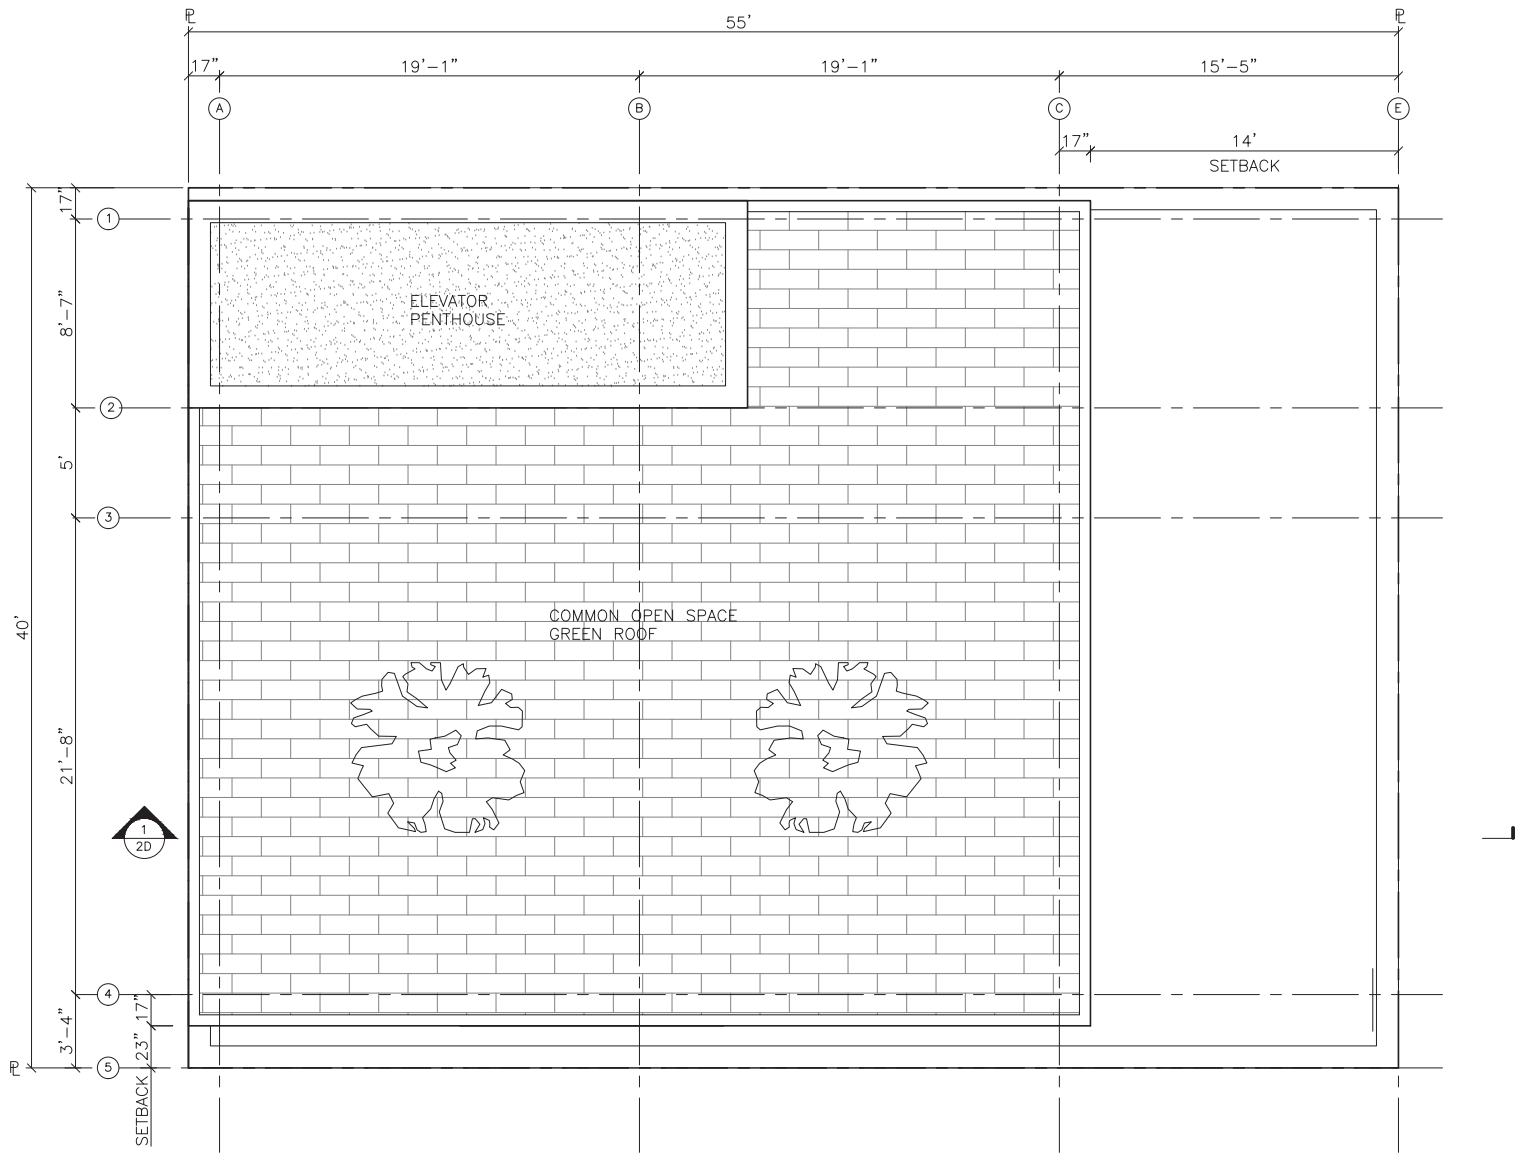 ℄ ℄
55'
17" 19'-1" 19'-1" 15'-5"
A B C E
17" 14'
SETBACK
17"
1
8'-7"
ELEVATOR
PENTHOUSE
2
5'
3
40'
COMMON OPEN SPACE
GREEN ROOF
21'-8"
1
2D
4
17"
3'-4"
23"
5
℄
SETBACK